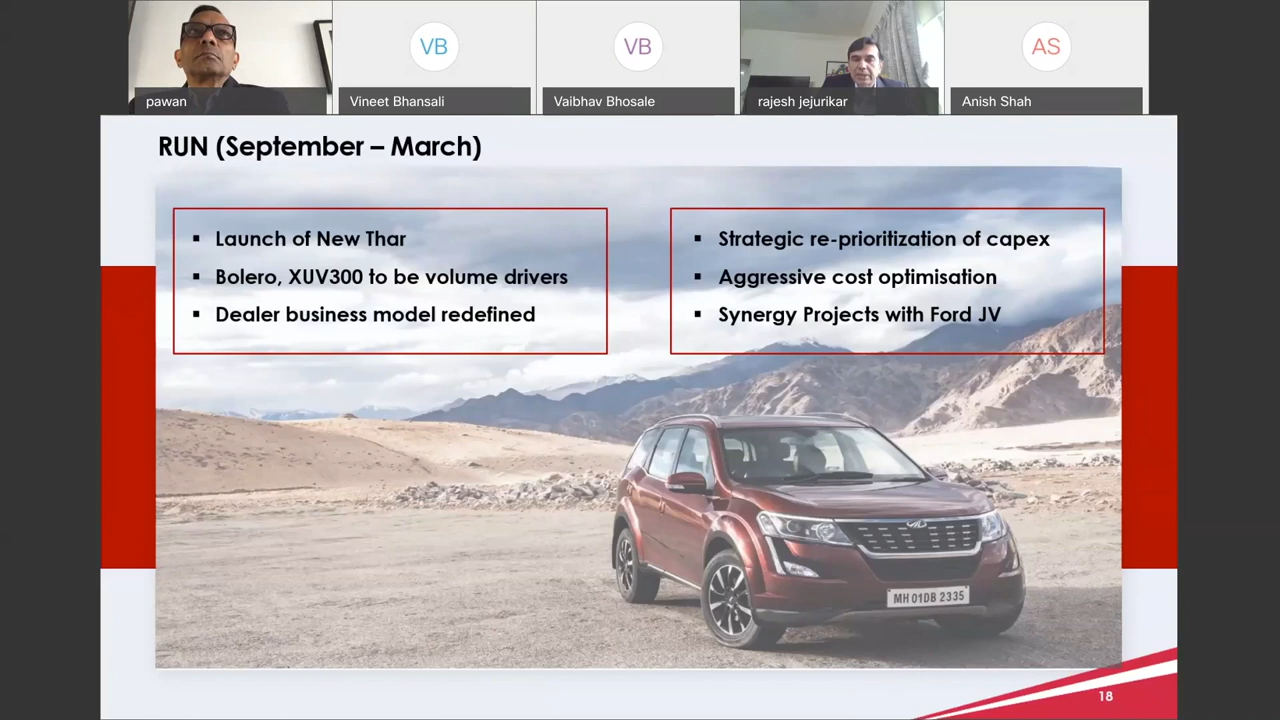 VB
VB
AS
pawan
Vineet Bhansali
Vaibhav Bhosale
rajesh jejurikar
Anish Shah
RUN (September – March)
▪ Launch of New Thar
▪ Bolero, XUV300 to be volume drivers
▪ Dealer business model redefined
▪ Strategic re-prioritization of capex
▪ Aggressive cost optimisation
▪ Synergy Projects with Ford JV
MH 01DB 2335
18